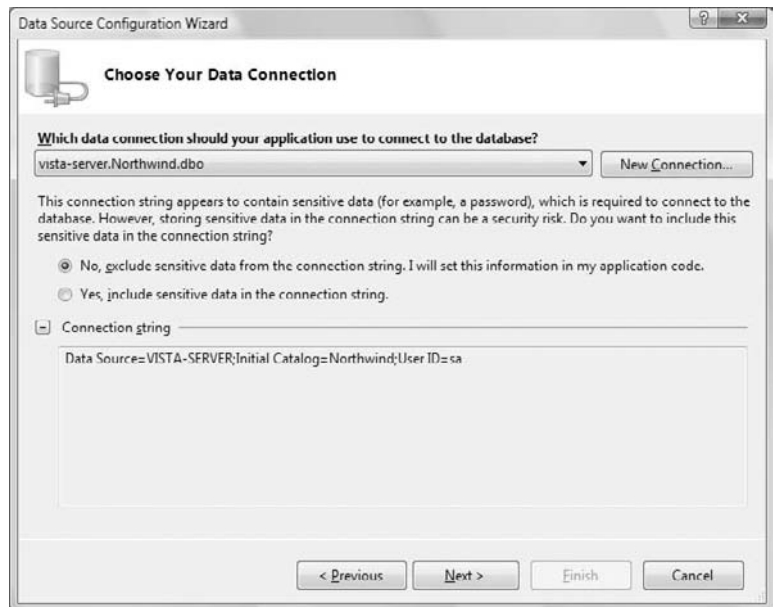 Data Source Configuration Wizard
Choose Your Data Connection
Which data connection should your application use to connect to the database?
vista-server.Northwind.dbo
New Connection...
This connection string appears to contain sensitive data (for example, a password), which is required to connect to the
database. However, storing sensitive data in the connection string can be a security risk. Do you want to include this
sensitive data in the connection string?
No, exclude sensitive data from the connection string. I will set this information in my application code.
Yes, include sensitive data in the connection string.
Connection string
Data Source=VISTA-SERVER;Initial Catalog=Northwind;User ID=sa
< Previous
Next >
Finish
Cancel